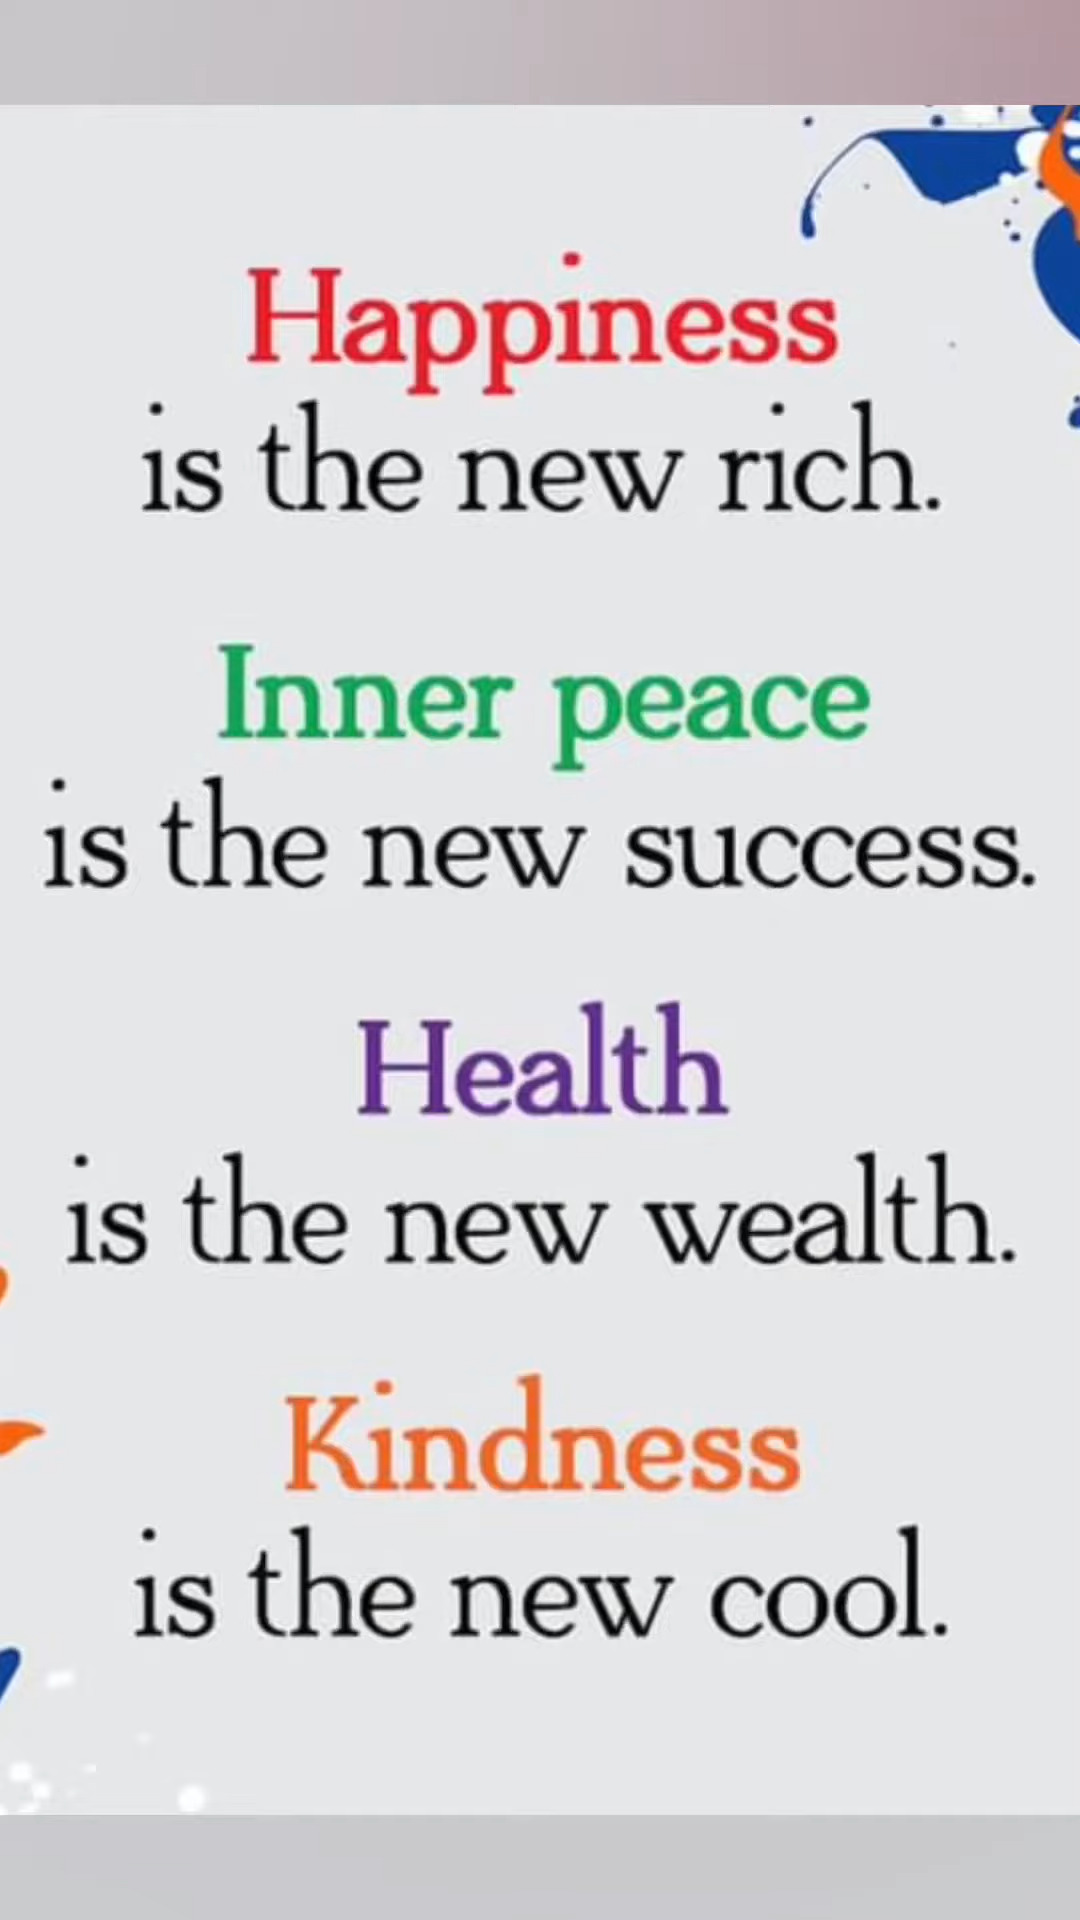 Happiness
is the new rich.
Inner peace
is the new success.
Health
is the new wealth.
Kindness
is the new cool.